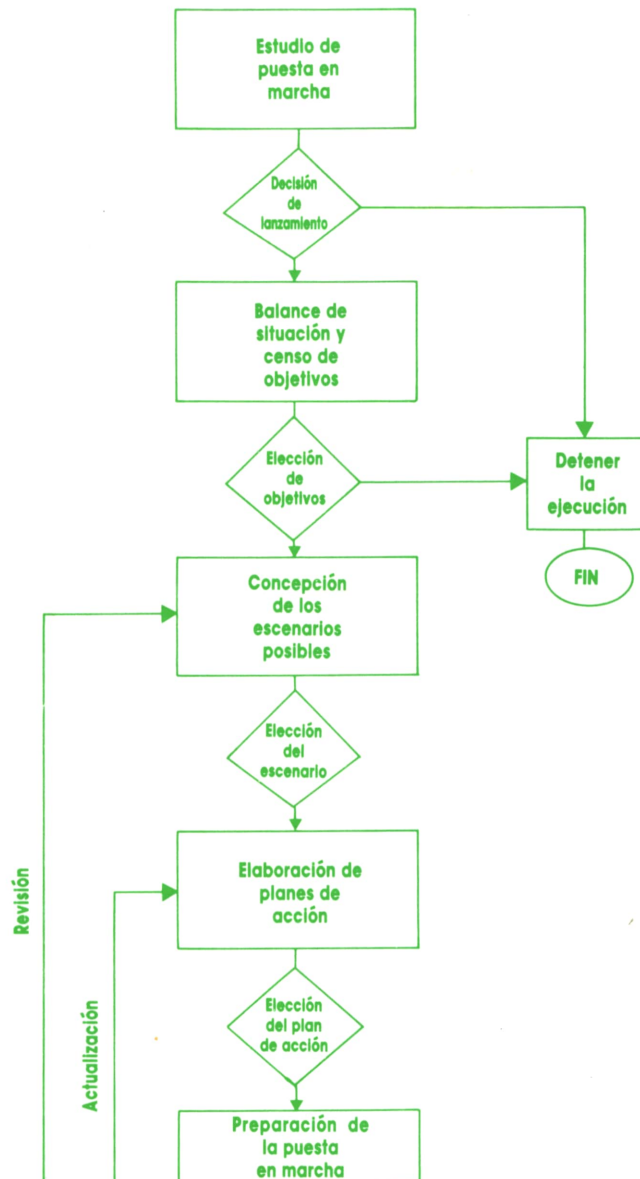 Estudio de
puesta en
marcha
Decisión
de
lanzamiento
Balance de
situación y
censo de
objetivos
Elección
de
objetivos
Detener
la
ejecución
FIN
Concepción
de los
escenarios
posibles
Elección
del
escenario
Elaboración de
planes de
acción
Revisión
Actualización
Elección
del plan
de acción
Preparación de
la puesta
en marcha